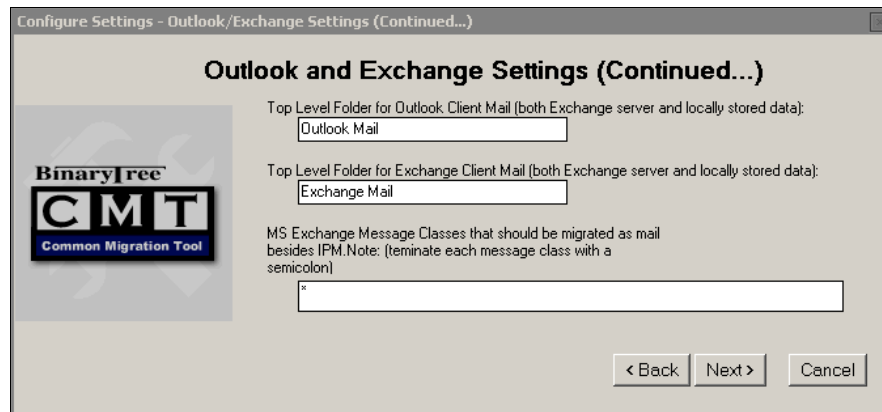 Configure Settings - Outlook/Exchange Settings (Continued...)
Outlook and Exchange Settings (Continued...)
Top Level Folder for Outlook Client Mail (both Exchange server and locally stored data):
Outlook Mail
BinaryTree
CMT
Common Migration Tool
Top Level Folder for Exchange Client Mail (both Exchange server and locally stored data):
Exchange Mail
MS Exchange Message Classes that should be migrated as mail
besides IPM.Note: (teminate each message class with a
semicolon)
*
< Back
Next >
Cancel